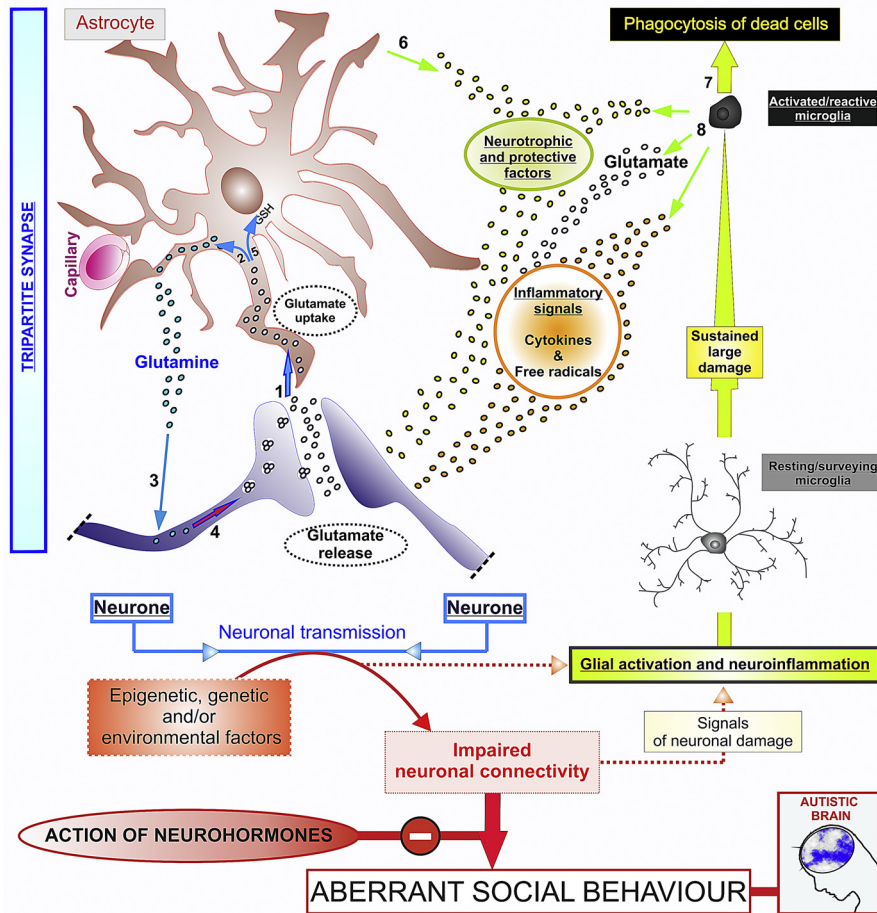 Astrocyte
6
Phagocytosis of dead cells
7
Activated/reactive
microglia
8
Neurotrophic
and protective
factors
Glutamate
TRIPARTITE SYNAPSE
Capillary
GSH
2
5
Glutamate
uptake
Inflammatory
signals
Cytokines
&
Free radicals
Sustained
large
damage
Glutamine
1
3
4
Resting/surveying
microglia
Glutamate
release
Neurone
Neurone
Neuronal transmission
Glial activation and neuroinflammation
Epigenetic, genetic
and/or
environmental factors
Signals
of neuronal damage
Impaired
neuronal connectivity
AUTISTIC
BRAIN
ACTION OF NEUROHORMONES
ABERRANT SOCIAL BEHAVIOUR